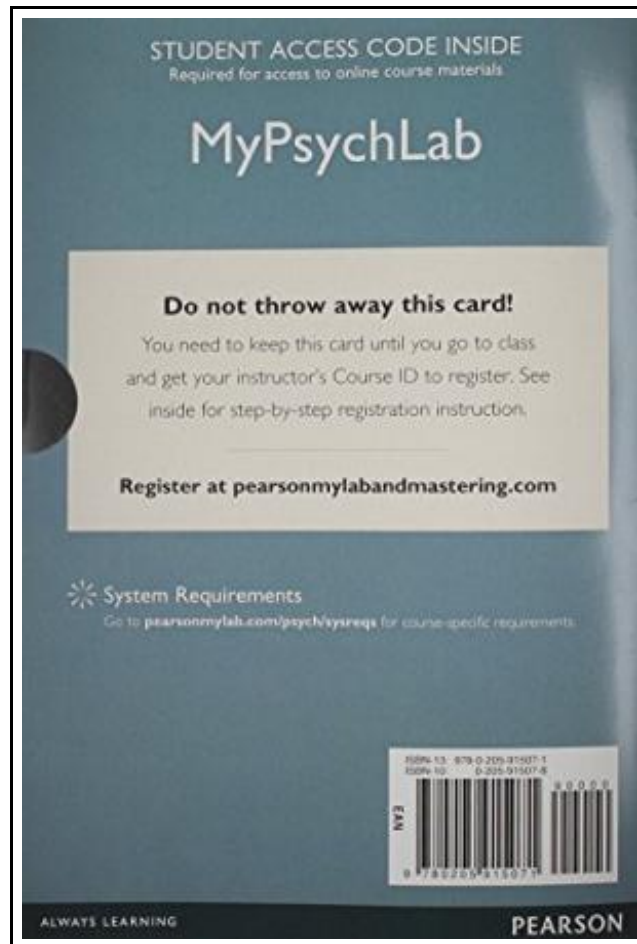 STUDENT ACCESS CODE INSIDE
Required for access to online course materials
MyPsychLab
Do not throw away this card!
You need to keep this card until you go to class
and get your instructor's Course ID to register. See
inside for step-by-step registration instruction.
Register at pearsonmylabandmastering.com
System Requirements
Go to pearsonmylab.com/psych/sysreqs for course-specific requirements
ISBN-13: 978-0-205-91507-1
ISBN-10: 0-205-91507-8
90000
EAN
9 780205 915071
ALWAYS LEARNING
PEARSON